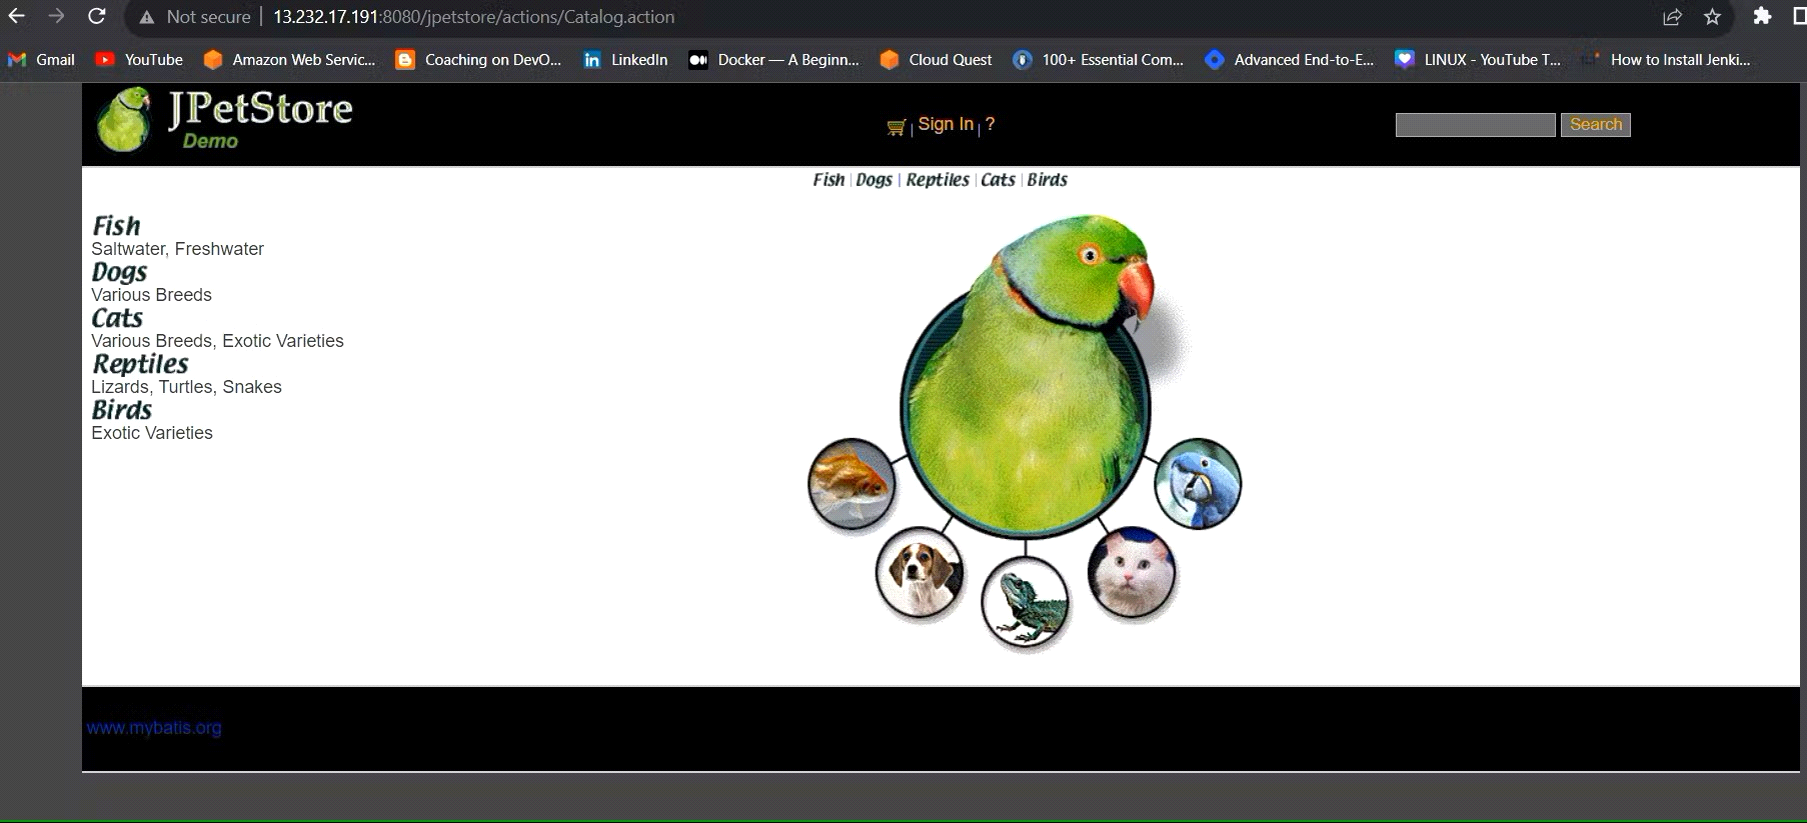 Not secure | 13.232.17.191:8080/jpetstore/actions/Catalog.action
Gmail YouTube Amazon Web Servic... Coaching on DevO... LinkedIn Docker — A Beginn... Cloud Quest 100+ Essential Com... Advanced End-to-E... LINUX - YouTube T... How to Install Jenki...
JPetStore
Demo
| Sign In | ?
Search
Fish | Dogs | Reptiles | Cats | Birds
Fish
Saltwater, Freshwater
Dogs
Various Breeds
Cats
Various Breeds, Exotic Varieties
Reptiles
Lizards, Turtles, Snakes
Birds
Exotic Varieties
www.mybatis.org